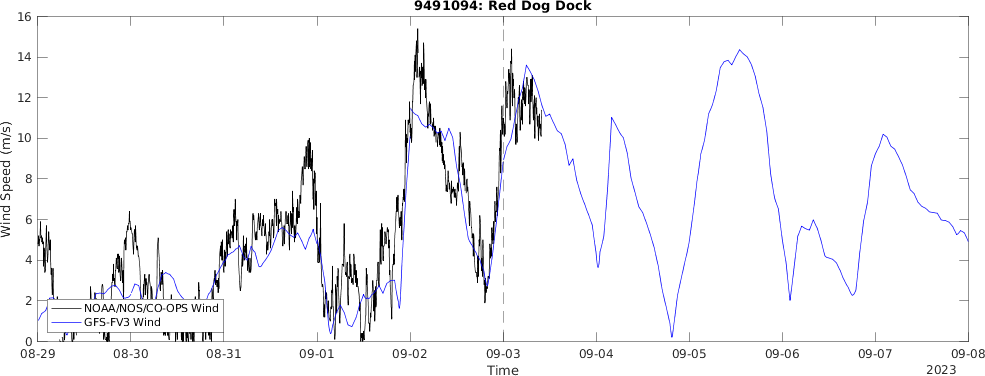 9491094: Red Dog Dock
Wind Speed (m/s)
16
14
12
10
8
6
4
2
0
NOAA/NOS/CO-OPS Wind
GFS-FV3 Wind
08-29 08-30 08-31 09-01 09-02 09-03 09-04 09-05 09-06 09-07 09-08
Time
2023